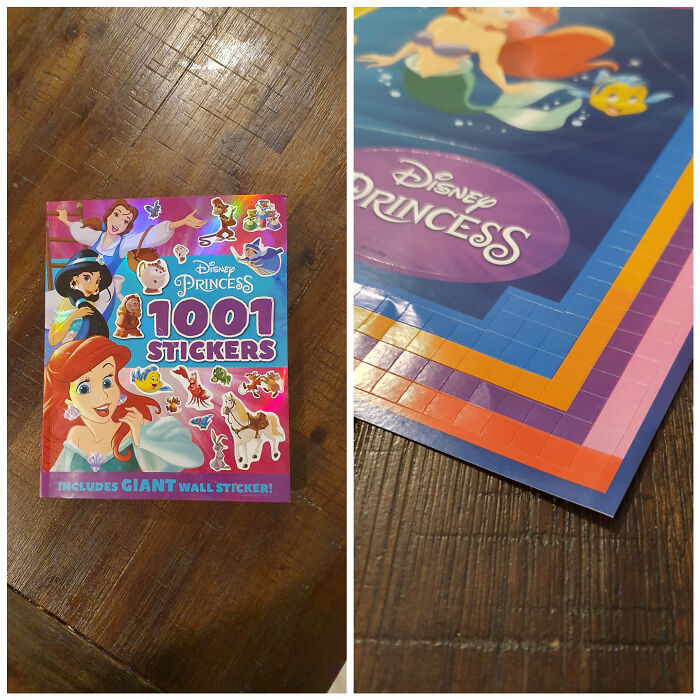 Disney
PRINCESS
1001
STICKERS
INCLUDES GIANT WALL STICKER!
Disney
PRINCESS